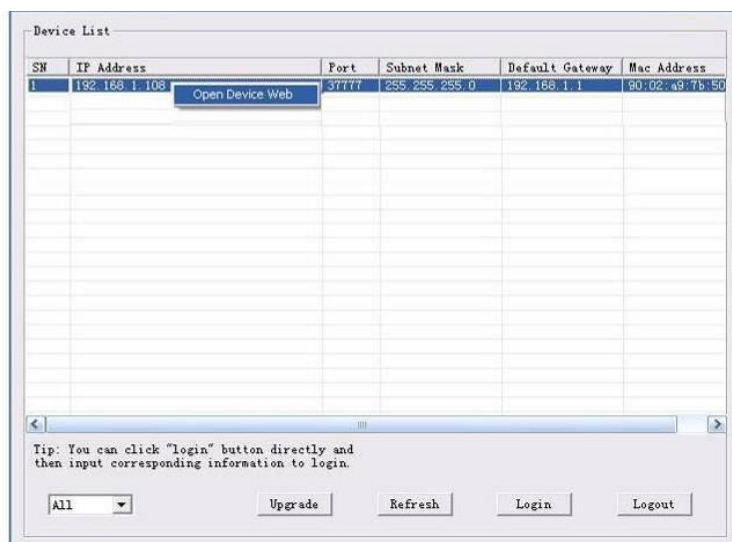 Device List
SN IP Address Port Subnet Mask Default Gateway Mac Address
1 192.168.1.108 37777 255.255.255.0 192.168.1.1 90:02:a9:7b:50
Open Device Web
Tip: You can click "login" button directly and
then input corresponding information to login.
All Upgrade Refresh Login Logout